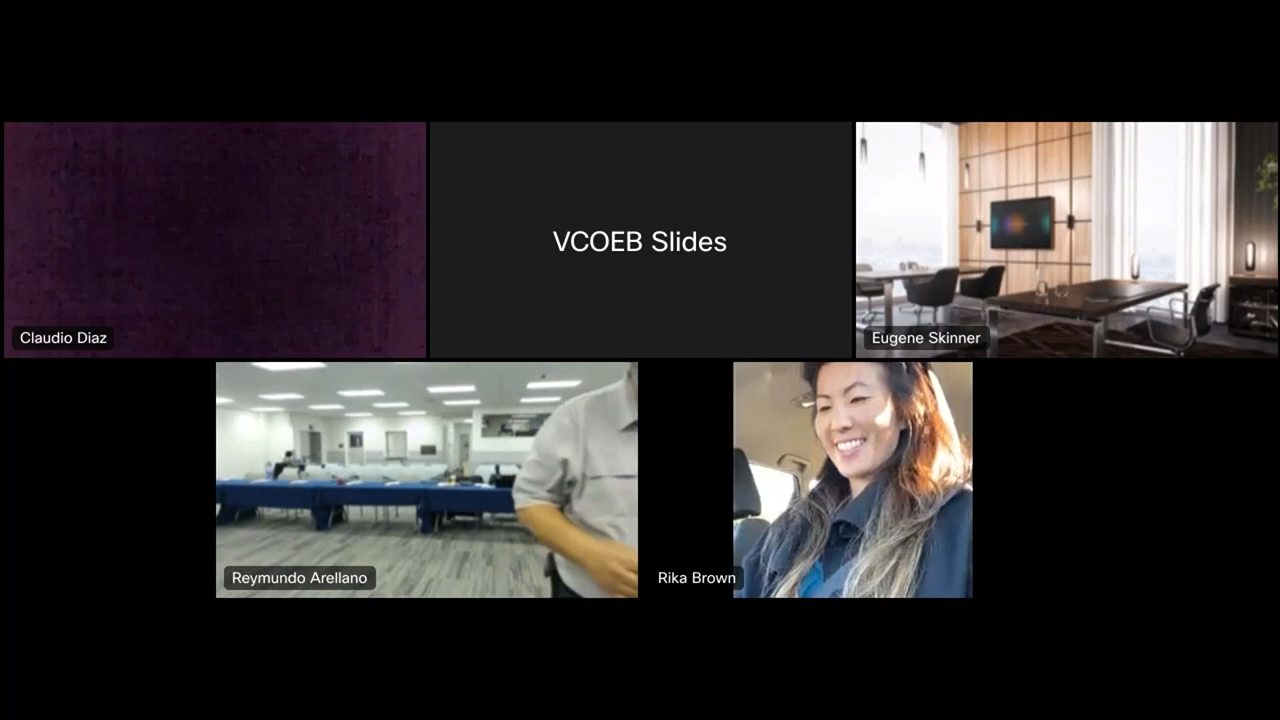 VCOEB Slides
Claudio Diaz
Eugene Skinner
Reymundo Arellano
Rika Brown